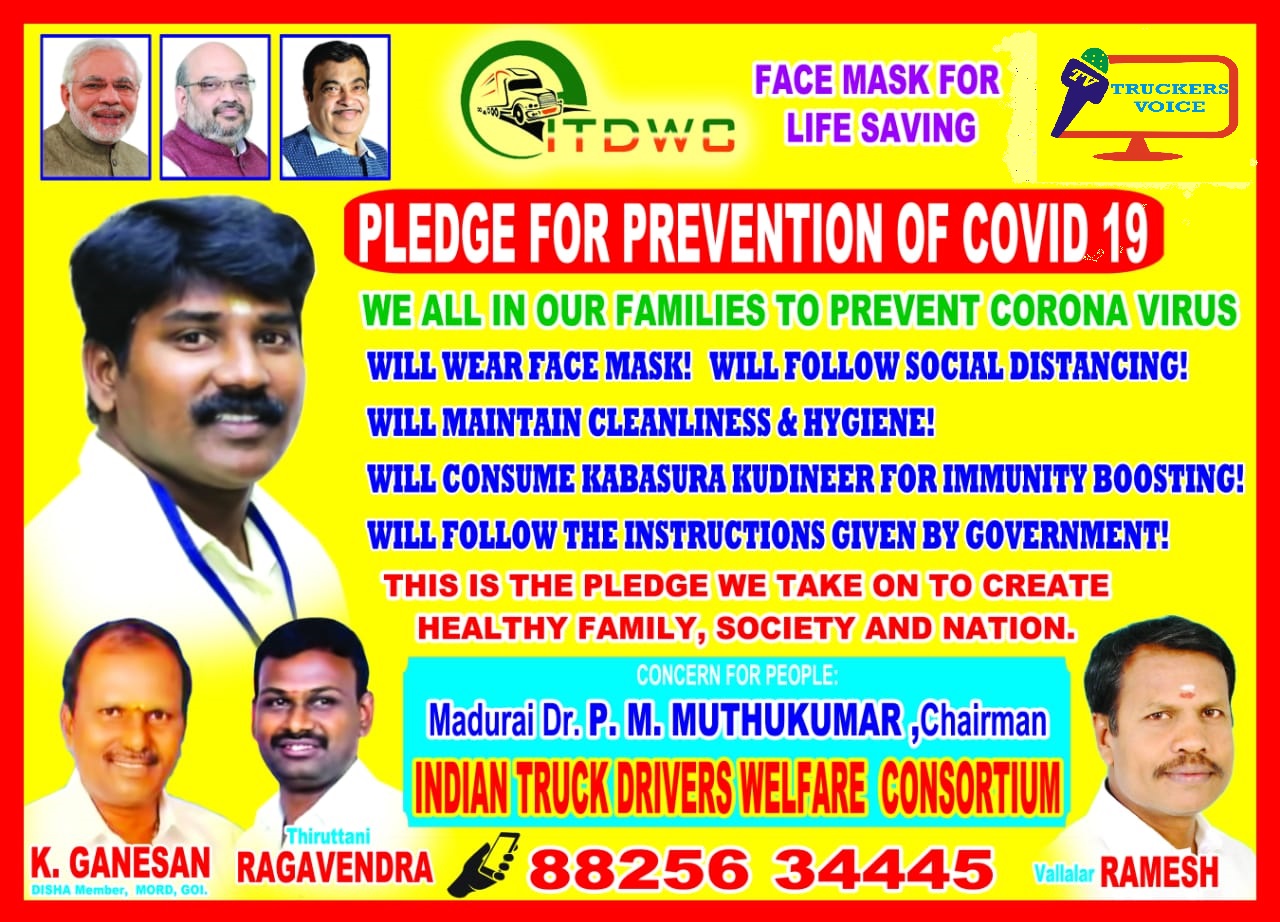 ITDWC
FACE MASK FOR
LIFE SAVING
TV
TRUCKERS
VOICE
PLEDGE FOR PREVENTION OF COVID 19
WE ALL IN OUR FAMILIES TO PREVENT CORONA VIRUS
WILL WEAR FACE MASK! WILL FOLLOW SOCIAL DISTANCING!
WILL MAINTAIN CLEANLINESS & HYGIENE!
WILL CONSUME KABASURA KUDINEER FOR IMMUNITY BOOSTING!
WILL FOLLOW THE INSTRUCTIONS GIVEN BY GOVERNMENT!
THIS IS THE PLEDGE WE TAKE ON TO CREATE
HEALTHY FAMILY, SOCIETY AND NATION.
CONCERN FOR PEOPLE:
Madurai Dr. P. M. MUTHUKUMAR ,Chairman
INDIAN TRUCK DRIVERS WELFARE CONSORTIUM
K. GANESAN
DISHA Member, MORD, GOI.
Thiruttani
RAGAVENDRA
88256 34445
Vallalar RAMESH